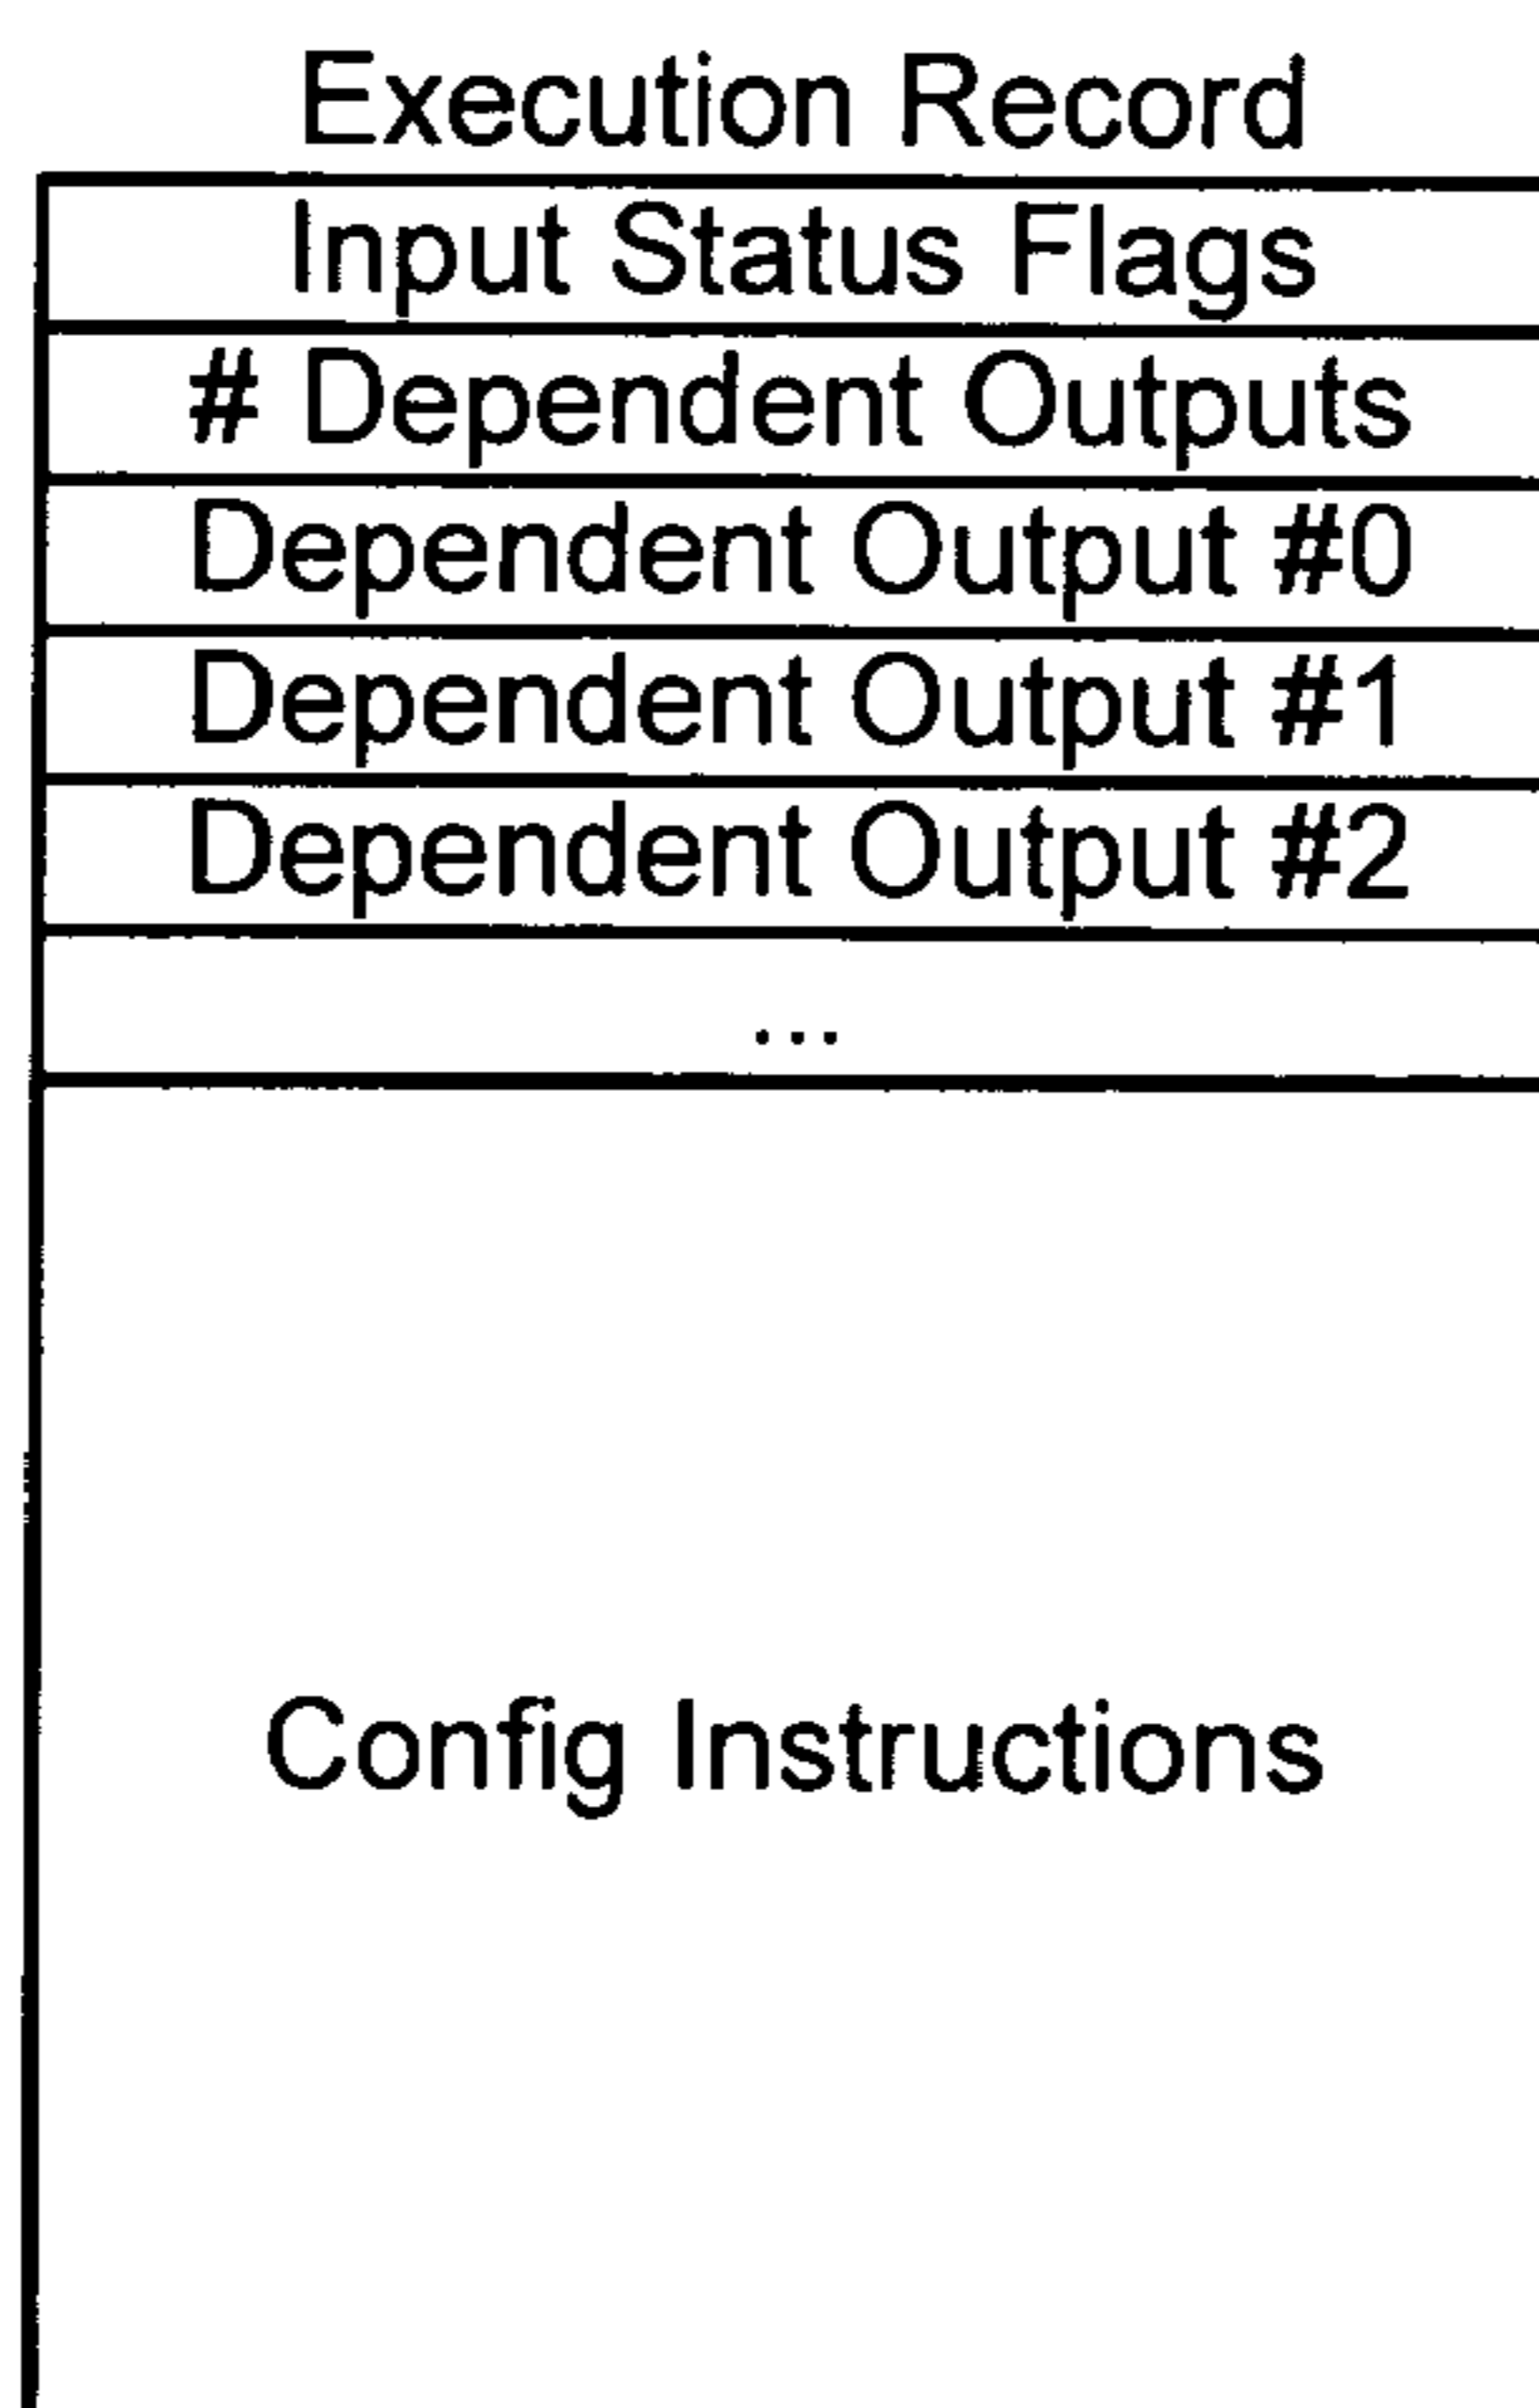 Execution Record
Input Status Flags
# Dependent Outputs
Dependent Output #0
Dependent Output #1
Dependent Output #2
...
Config Instructions